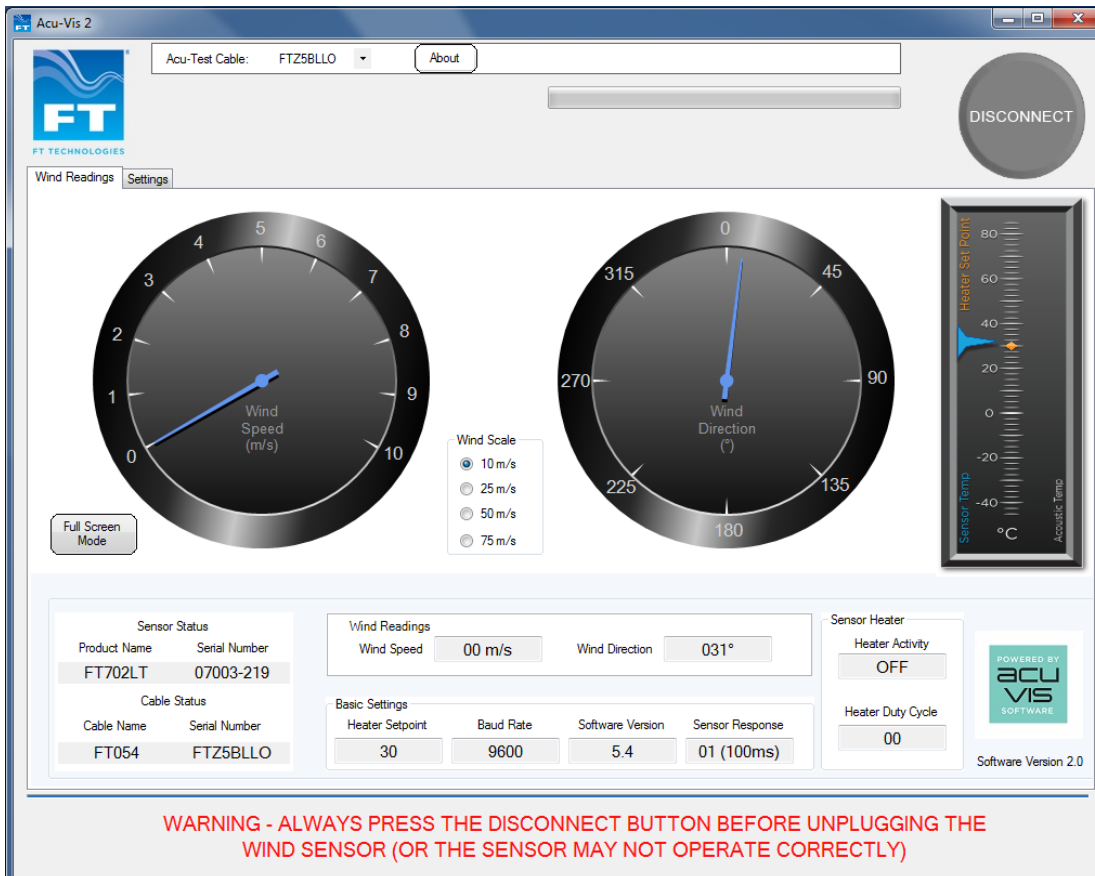 Acu-Vis 2
Acu-Test Cable: FTZ5BLLO About
FT
FT TECHNOLOGIES
DISCONNECT
Wind Readings Settings
0 1 2 3 4 5 6 7 8 9 10
Wind
Speed
(m/s)
Full Screen
Mode
Wind Scale
10 m/s
25 m/s
50 m/s
75 m/s
0 45 90 135 180 225 270 315
Wind
Direction
(°)
Heater Set Point
Sensor Temp
80
60
40
20
0
-20
-40
°C
Acoustic Temp
Sensor Status
Product Name Serial Number
FT702LT 07003-219
Cable Status
Cable Name Serial Number
FT054 FTZ5BLLO
Wind Readings
Wind Speed 00 m/s Wind Direction 031°
Basic Settings
Heater Setpoint Baud Rate Software Version Sensor Response
30 9600 5.4 01 (100ms)
Sensor Heater
Heater Activity
OFF
Heater Duty Cycle
00
POWERED BY
acu
vis
SOFTWARE
Software Version 2.0
WARNING - ALWAYS PRESS THE DISCONNECT BUTTON BEFORE UNPLUGGING THE
WIND SENSOR (OR THE SENSOR MAY NOT OPERATE CORRECTLY)